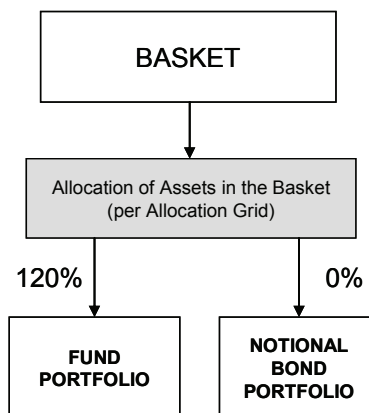 BASKET
Allocation of Assets in the Basket
(per Allocation Grid)
120%
0%
FUND
PORTFOLIO
NOTIONAL
BOND
PORTFOLIO